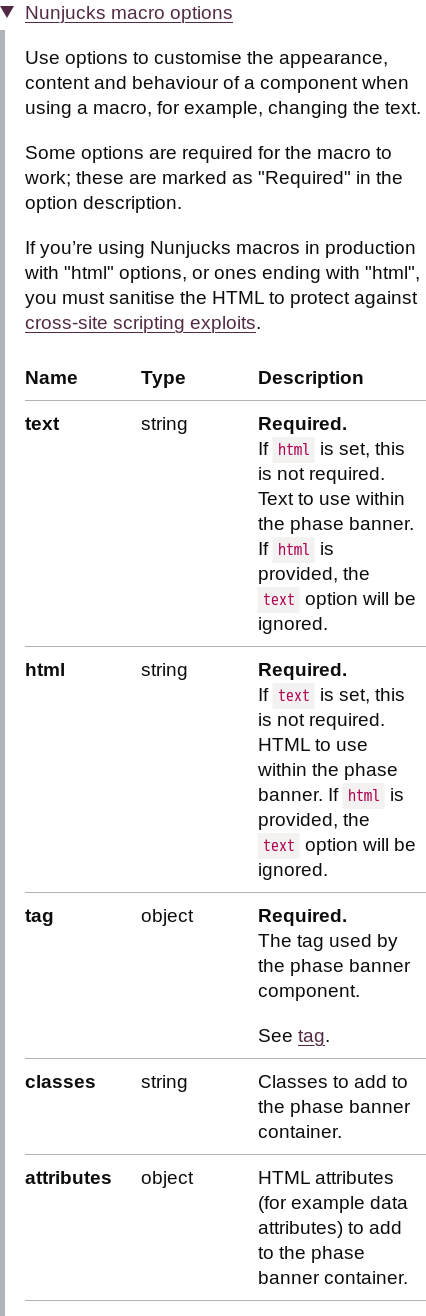 ▼ Nunjucks macro options
Use options to customise the appearance,
content and behaviour of a component when
using a macro, for example, changing the text.
Some options are required for the macro to
work; these are marked as "Required" in the
option description.
If you’re using Nunjucks macros in production
with "html" options, or ones ending with "html",
you must sanitise the HTML to protect against
cross-site scripting exploits.
Name Type Description
text string Required.
If html is set, this
is not required.
Text to use within
the phase banner.
If html is
provided, the
text option will be
ignored.
html string Required.
If text is set, this
is not required.
HTML to use
within the phase
banner. If html is
provided, the
text option will be
ignored.
tag object Required.
The tag used by
the phase banner
component.
See tag.
classes string Classes to add to
the phase banner
container.
attributes object HTML attributes
(for example data
attributes) to add
to the phase
banner container.